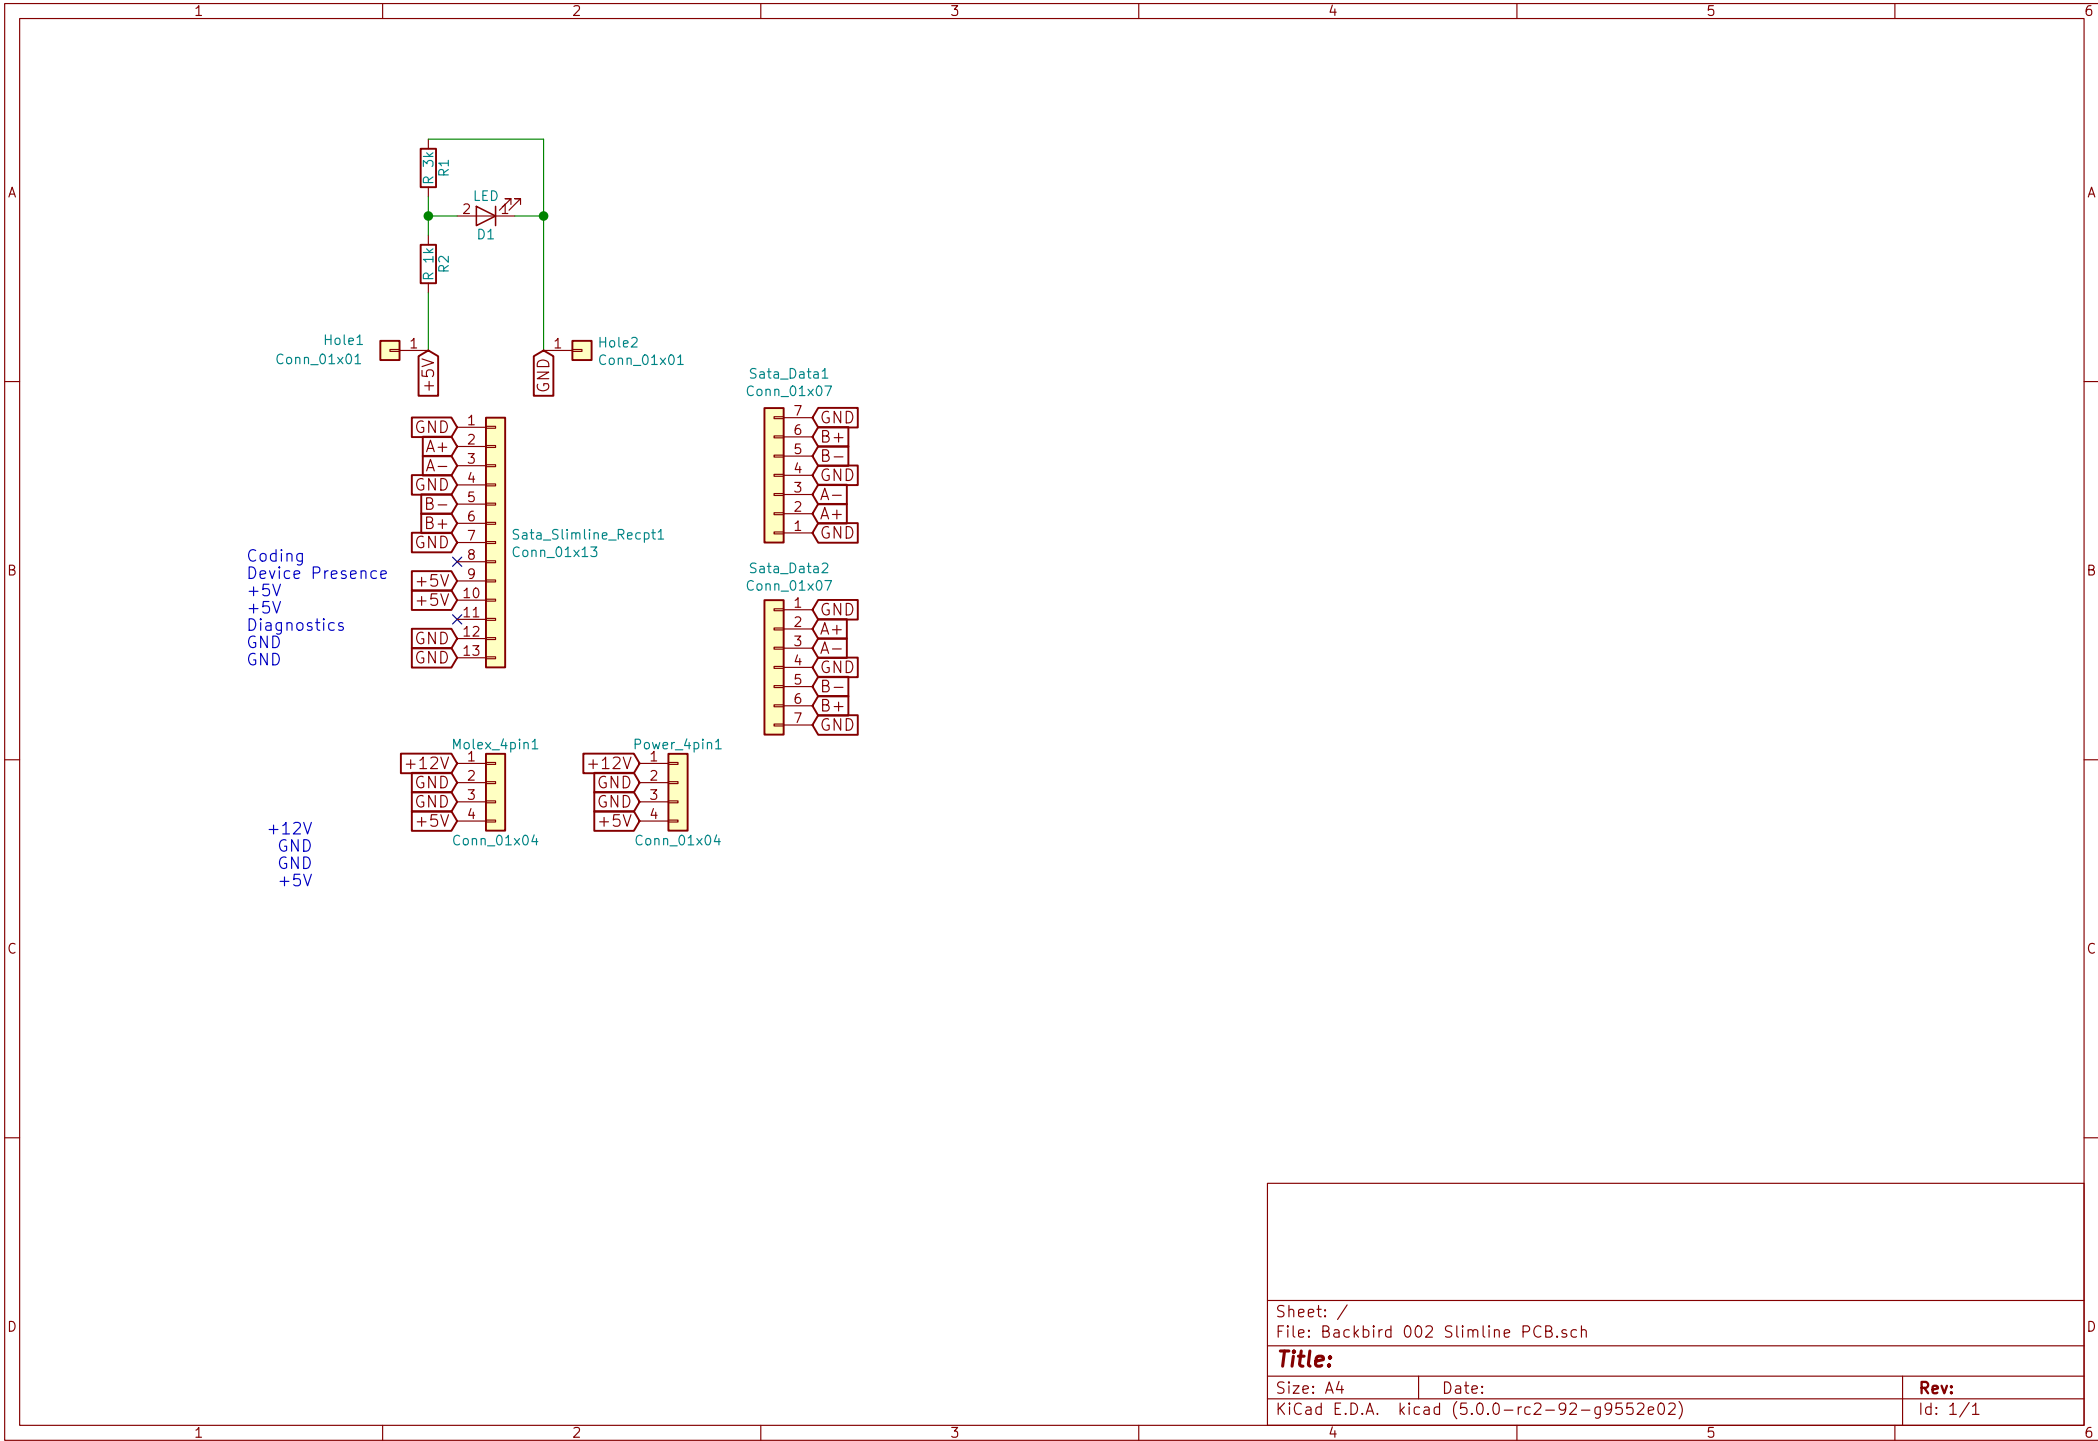 1 2 3 4 5 6
A A
R 3k
R1
LED
2 1
D1
R 1k
R2
Hole1
Conn_01x01
1
+5V
1
GND
Hole2
Conn_01x01
B B
GND 1
A+ 2
A- 3
GND 4
B- 5
B+ 6
GND 7
8
+5V 9
+5V 10
11
GND 12
GND 13
Sata_Slimline_Recpt1
Conn_01x13
Coding
Device Presence
+5V
+5V
Diagnostics
GND
GND
Sata_Data1
Conn_01x07
7 GND
6 B+
5 B-
4 GND
3 A-
2 A+
1 GND
Sata_Data2
Conn_01x07
1 GND
2 A+
3 A-
4 GND
5 B-
6 B+
7 GND
Molex_4pin1
+12V 1
GND 2
GND 3
+5V 4
Conn_01x04
Power_4pin1
+12V 1
GND 2
GND 3
+5V 4
Conn_01x04
+12V
GND
GND
+5V
C C
D D
Sheet: /
File: Backbird 002 Slimline PCB.sch
Title:
Size: A4 Date: Rev:
KiCad E.D.A. kicad (5.0.0-rc2-92-g9552e02) Id: 1/1
1 2 3 4 5 6